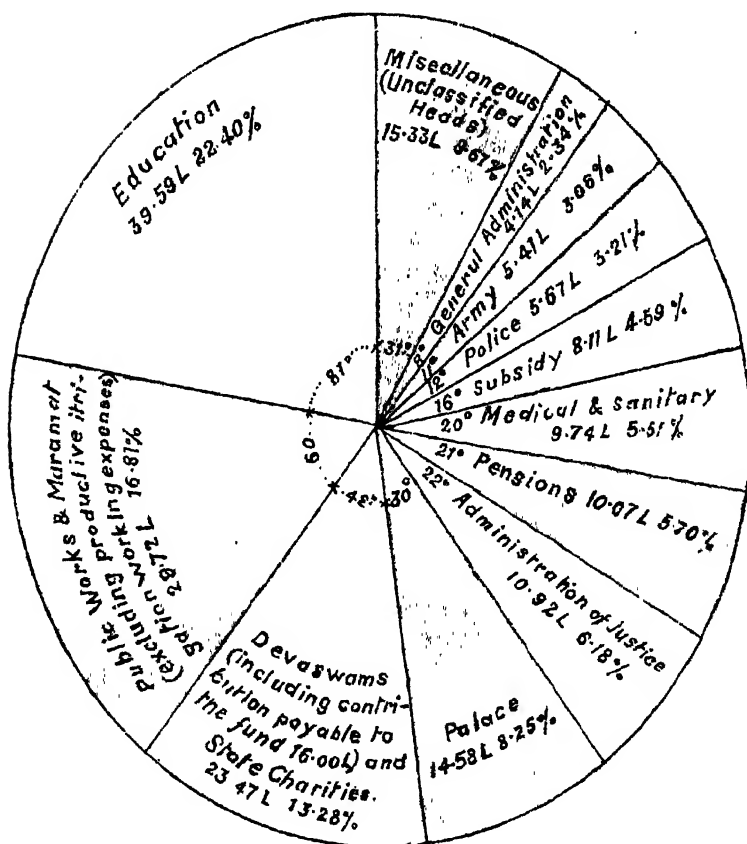 Miscellaneous
(Unclassified
Heads)
15.33L 8.67%
General Administration
4.14L 2.34%
Army 5.41L 3.06%
Police 5.67L 3.21%
Subsidy 8.11L 4.59%
Medical & Sanitary
9.74L 5.51%
Pensions 10.07L 5.70%
Administration of Justice
10.92L 6.18%
Palace
14.58L 8.25%
Devaswams
(including contri-
bution payable to
the fund 16.00L) and
State Charities.
23 47L 13.28%
Public Works & Maramat
(excluding productive irri-
gation working expenses)
29.72L 16.81%
Education
39.59L 22.40%
31°
8°
12°
16°
20°
21°
22°
30°
48°
60
81°